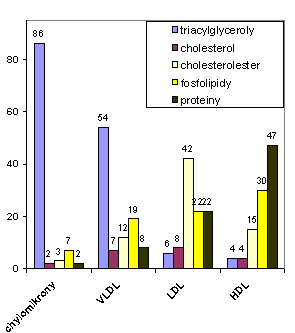 triacylglyceroly
cholesterol
cholesterolester
fosfolipidy
proteiny
80
60
40
20
0
86
2
3
7
2
54
7
12
19
8
6
8
42
22
22
4
4
15
30
47
chylomikrony
VLDL
LDL
HDL